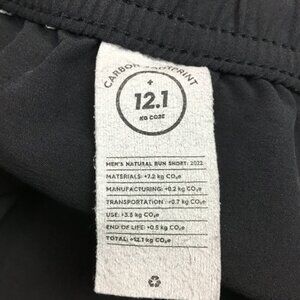 CARBON FOOTPRINT
+
12.1
KG CO2E
MEN'S NATURAL RUN SHORT: 2022
MATERIALS: +7.2 kg CO₂e
MANUFACTURING: +0.2 kg CO₂e
TRANSPORTATION: +0.7 kg CO₂e
USE: +3.5 kg CO₂e
END OF LIFE: +0.5 kg CO₂e
TOTAL: +12.1 kg CO₂e